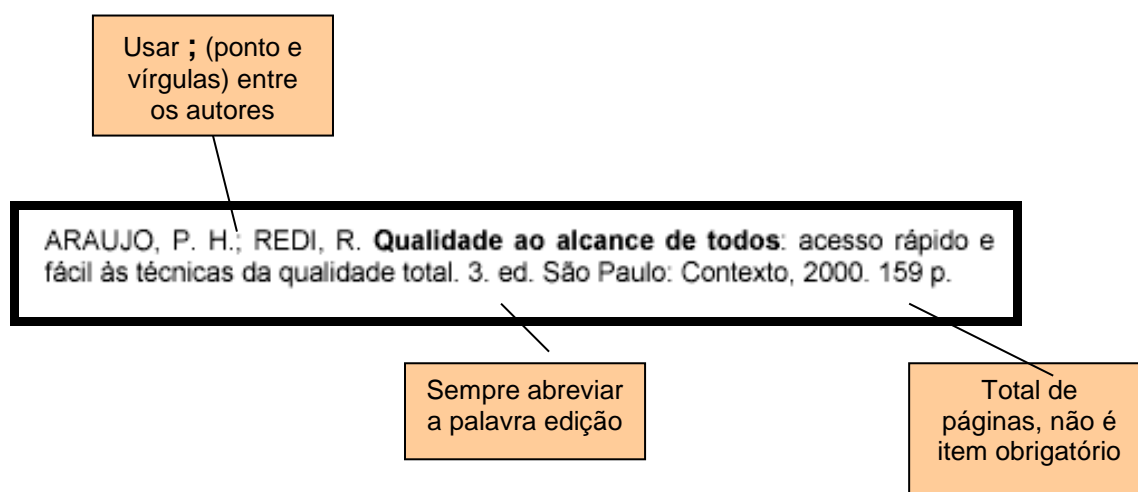 Usar ; (ponto e
vírgulas) entre
os autores
ARAUJO, P. H.; REDI, R. Qualidade ao alcance de todos: acesso rápido e
fácil às técnicas da qualidade total. 3. ed. São Paulo: Contexto, 2000. 159 p.
Sempre abreviar
a palavra edição
Total de
páginas, não é
item obrigatório